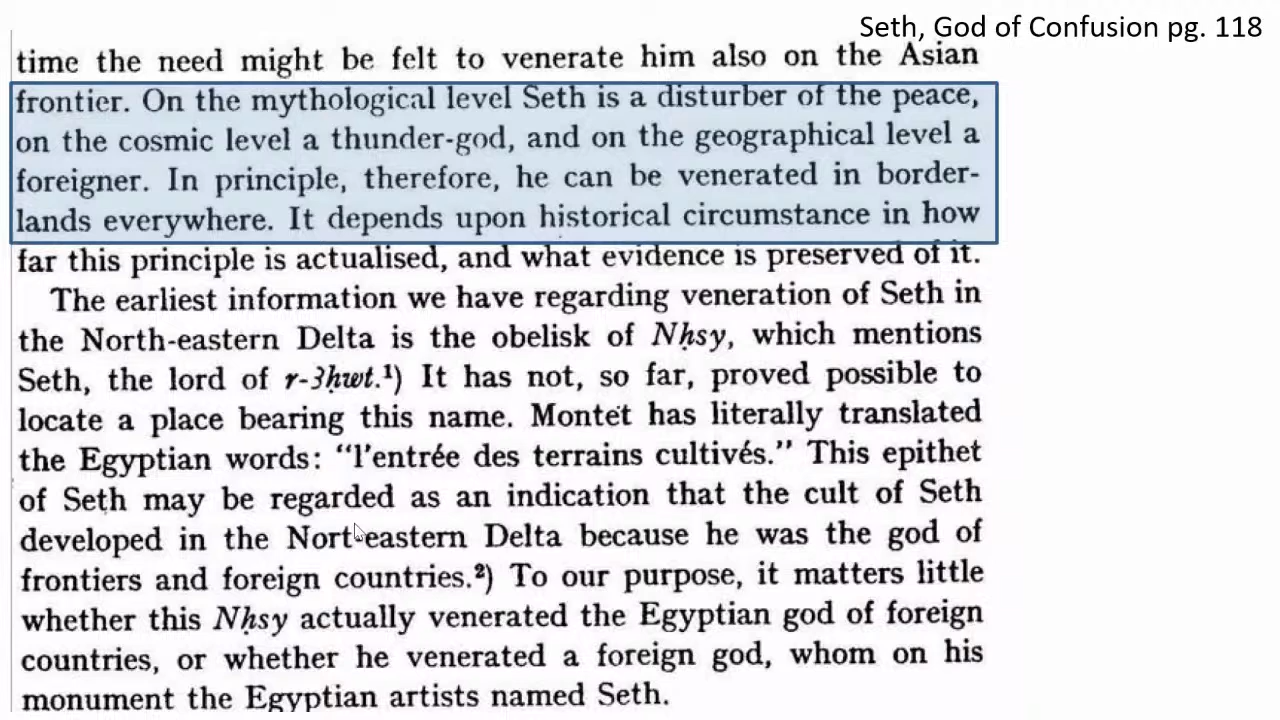 Seth, God of Confusion pg. 118
time the need might be felt to venerate him also on the Asian
frontier. On the mythological level Seth is a disturber of the peace,
on the cosmic level a thunder-god, and on the geographical level a
foreigner. In principle, therefore, he can be venerated in border-
lands everywhere. It depends upon historical circumstance in how
far this principle is actualised, and what evidence is preserved of it.
The earliest information we have regarding veneration of Seth in
the North-eastern Delta is the obelisk of Nḥsy, which mentions
Seth, the lord of r-ꜣḥwt.¹) It has not, so far, proved possible to
locate a place bearing this name. Montet has literally translated
the Egyptian words: “l’entrée des terrains cultivés.” This epithet
of Seth may be regarded as an indication that the cult of Seth
developed in the North-eastern Delta because he was the god of
frontiers and foreign countries.²) To our purpose, it matters little
whether this Nḥsy actually venerated the Egyptian god of foreign
countries, or whether he venerated a foreign god, whom on his
monument the Egyptian artists named Seth.